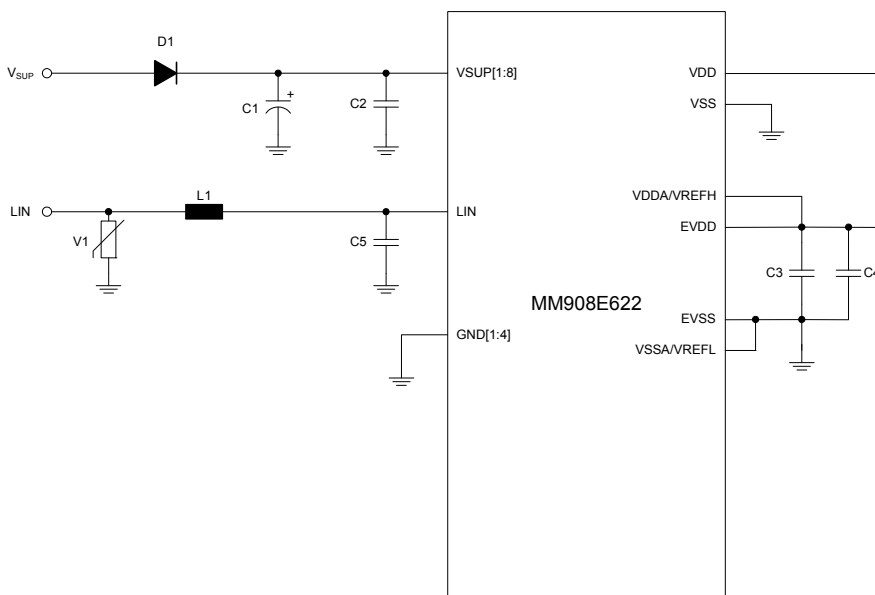 D1
VSUP
VSUP[1:8]
VDD
C1
+
C2
VSS
L1
VDDA/VREFH
LIN
LIN
EVDD
V1
C5
C3
C4
MM908E622
EVSS
GND[1:4]
VSSA/VREFL